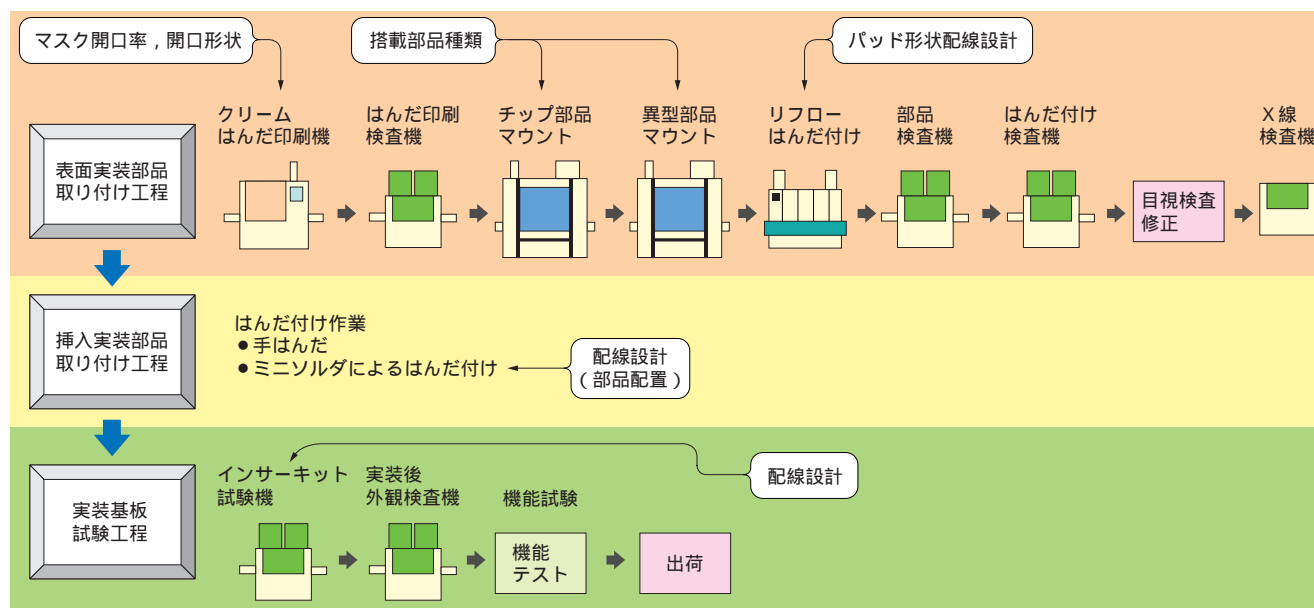 マスク開口率，開口形状
搭載部品種類
パッド形状配線設計
表面実装部品
取り付け工程
クリーム
はんだ印刷機
はんだ印刷
検査機
チップ部品
マウント
異型部品
マウント
リフロー
はんだ付け
部品
検査機
はんだ付け
検査機
目視検査
修正
X線
検査機
挿入実装部品
取り付け工程
はんだ付け作業
●手はんだ
●ミニソルダによるはんだ付け
配線設計
（部品配置）
実装基板
試験工程
インサーキット
試験機
実装後
外観検査機
機能試験
機能
テスト
出荷
配線設計